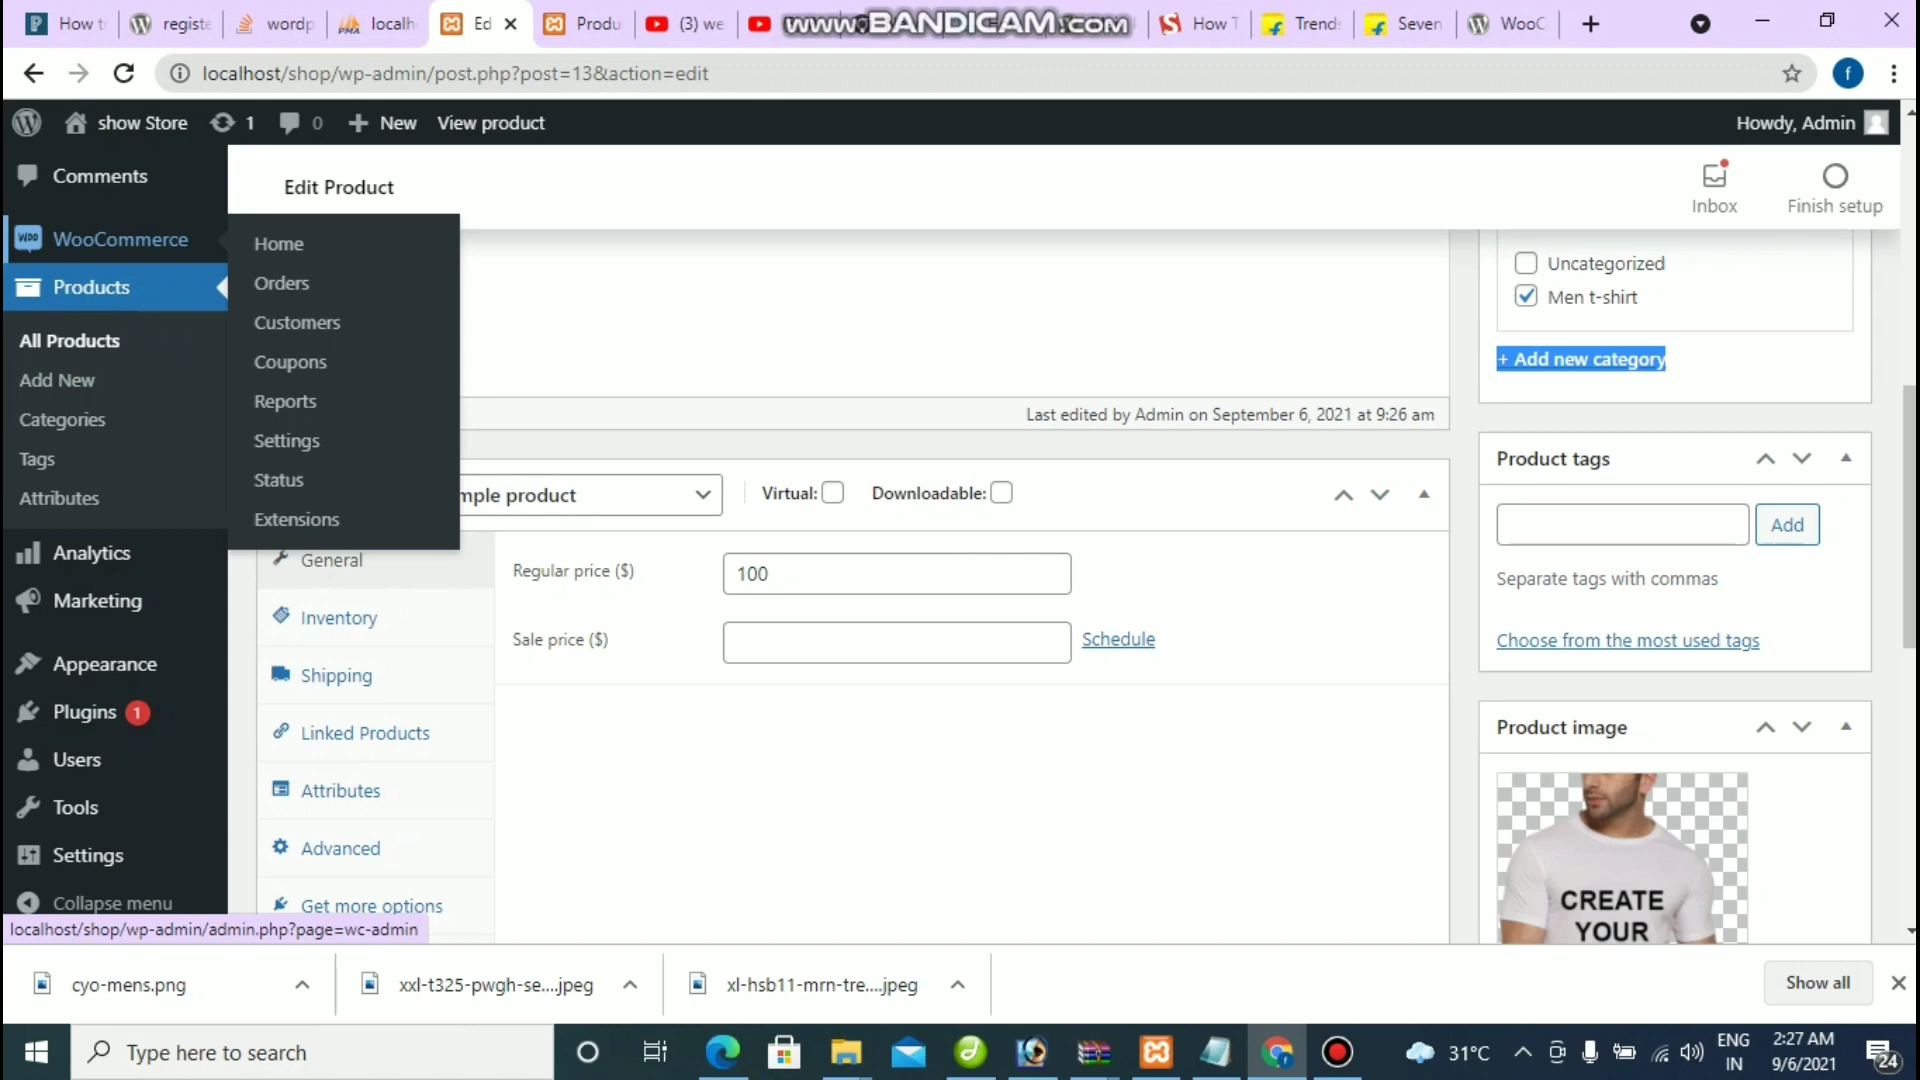 How t
registe
wordp
localh
Ed
Produ
(3) we
www.BANDICAM.com
How T
Trend
Seven
WooC
localhost/shop/wp-admin/post.php?post=13&action=edit
f
show Store
1
0
New
View product
Howdy, Admin
Comments
WooCommerce
Products
All Products
Add New
Categories
Tags
Attributes
Analytics
Marketing
Appearance
Plugins 1
Users
Tools
Settings
Collapse menu
localhost/shop/wp-admin/admin.php?page=wc-admin
Home
Orders
Customers
Coupons
Reports
Settings
Status
Extensions
Edit Product
Inbox
Finish setup
Last edited by Admin on September 6, 2021 at 9:26 am
mple product
Virtual:
Downloadable:
General
Inventory
Shipping
Linked Products
Attributes
Advanced
Get more options
Regular price ($)
100
Sale price ($)
Schedule
Uncategorized
Men t-shirt
+ Add new category
Product tags
Add
Separate tags with commas
Choose from the most used tags
Product image
CREATE
YOUR
cyo-mens.png
xxl-t325-pwgh-se....jpeg
xl-hsb11-mrn-tre....jpeg
Show all
Type here to search
31°C
ENG
IN
2:27 AM
9/6/2021
24